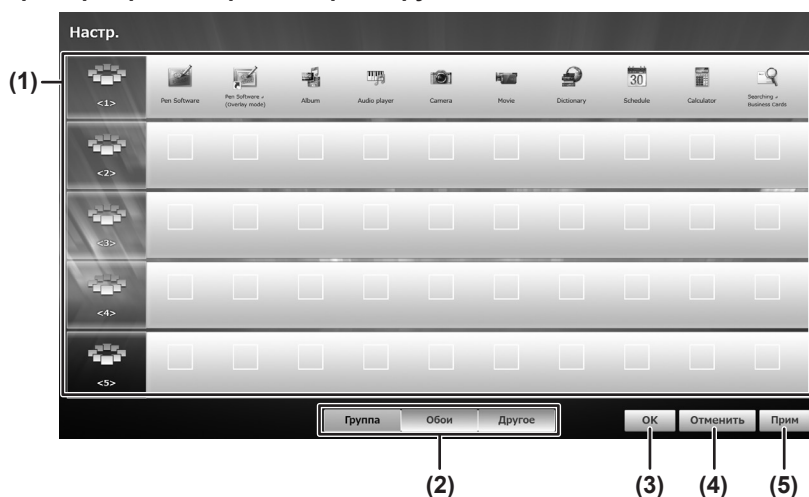 Настр.
(1)
<1>
Pen Software
Pen Software -
(Overlay mode)
Album
Audio player
Camera
Movie
Dictionary
30
Schedule
Calculator
Searching -
Business Cards
<2>
<3>
<4>
<5>
Группа
Обои
Другое
OK
Отменить
Прим
(2)
(3)
(4)
(5)